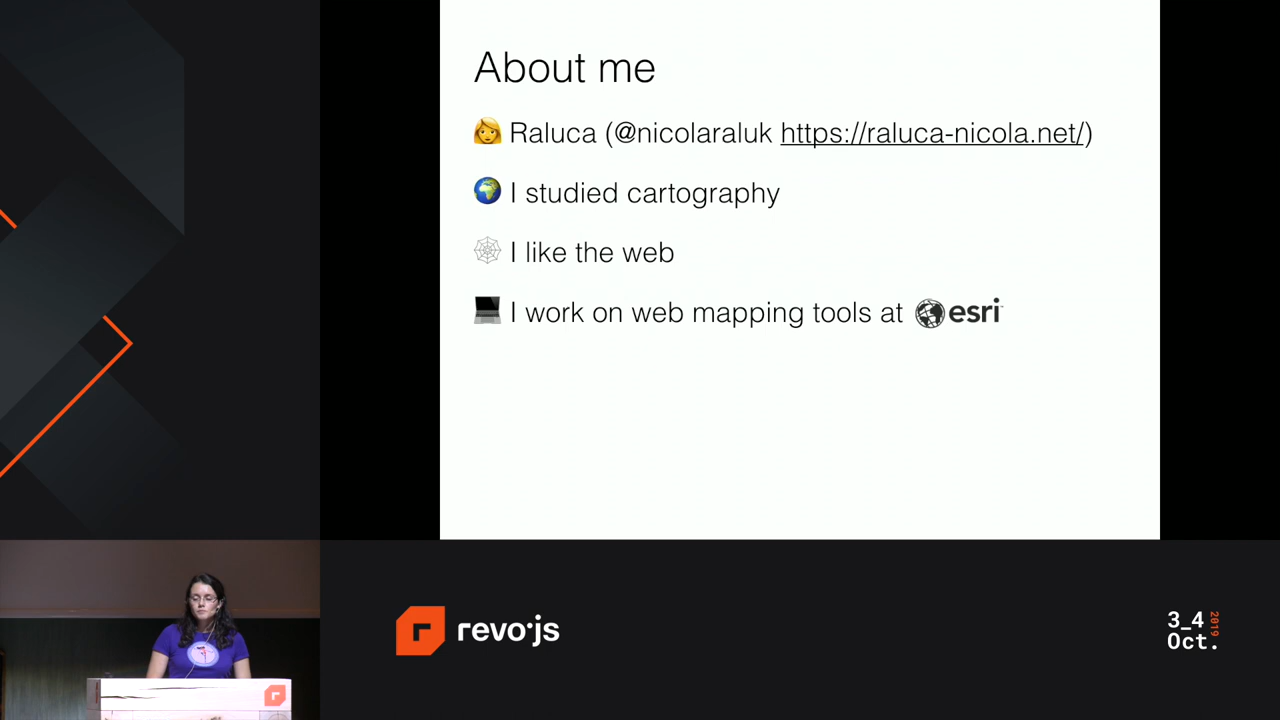 About me
👩 Raluca (@nicolaraluk https://raluca-nicola.net/)
🌍 I studied cartography
🕸 I like the web
💻 I work on web mapping tools at esri
revo.js
3_4 2019
Oct.